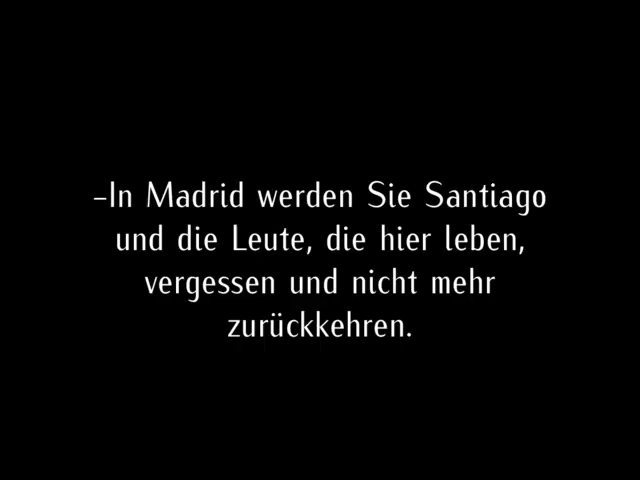 –In Madrid werden Sie Santiago
und die Leute, die hier leben,
vergessen und nicht mehr
zurückkehren.